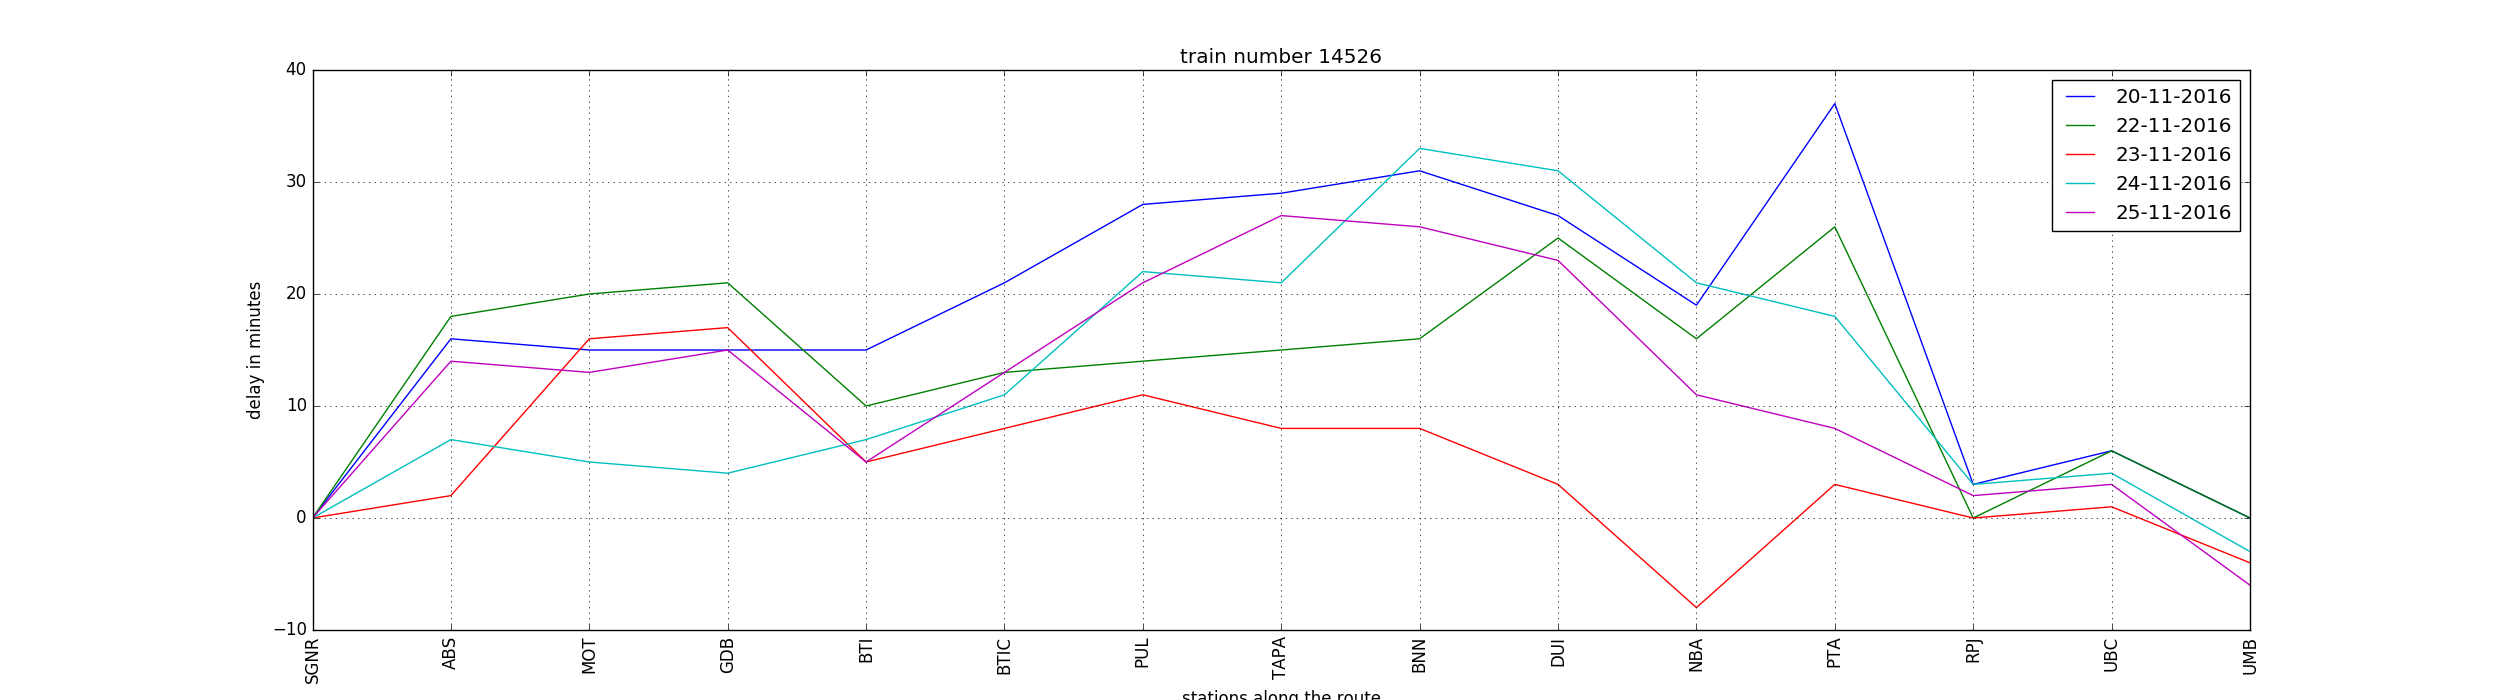 train number 14526
40
30
20
10
0
−10
delay in minutes
20-11-2016
22-11-2016
23-11-2016
24-11-2016
25-11-2016
SGNR
ABS
MOT
GDB
BTI
BTIC
PUL
TAPA
BNN
DUI
NBA
PTA
RPJ
UBC
UMB
stations along the route